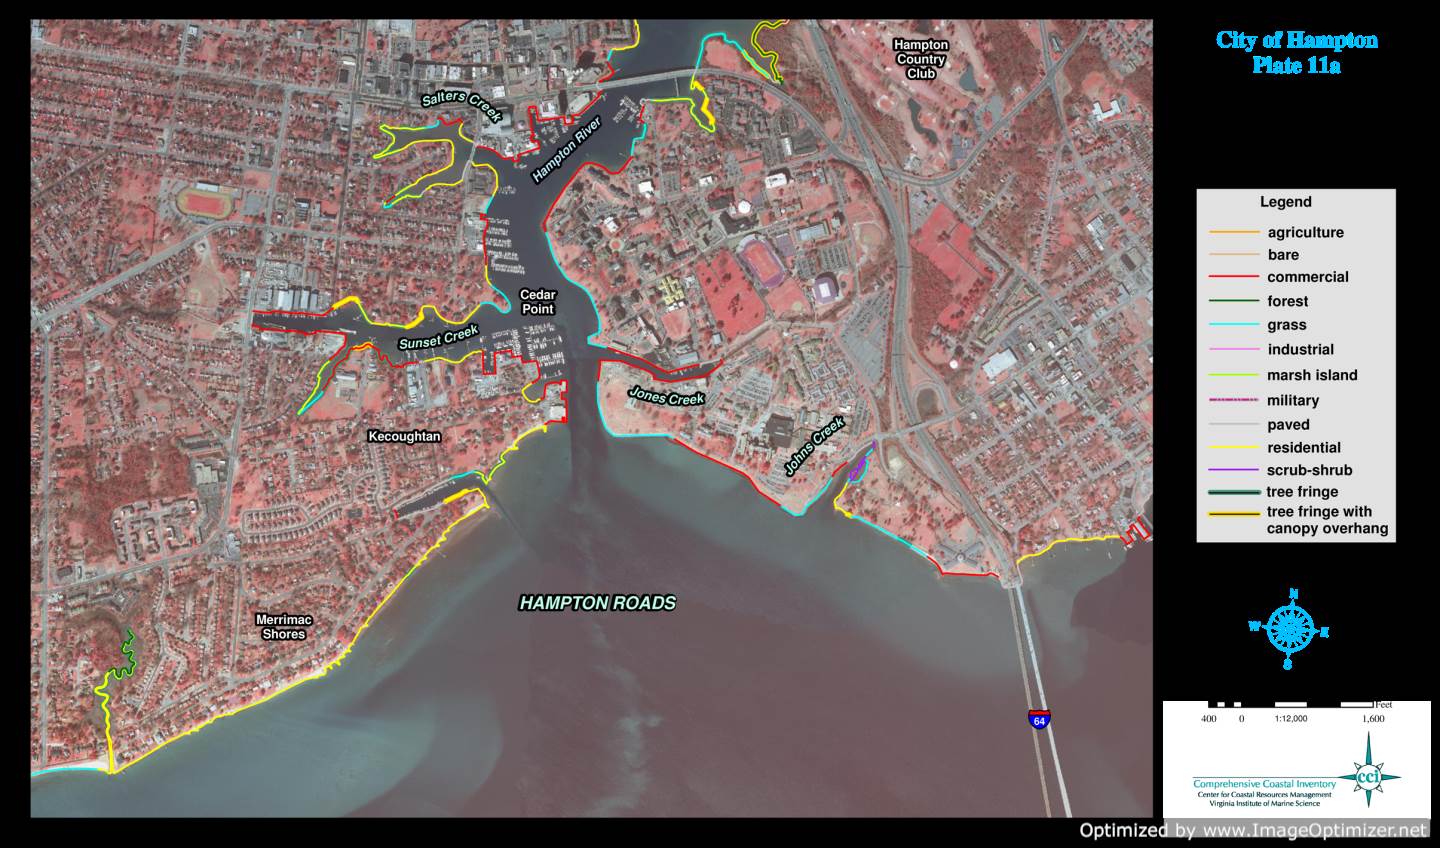 City of Hampton
Plate 11a
Hampton
Country
Club
Salters Creek
Hampton River
Cedar
Point
Sunset Creek
Jones Creek
Johns Creek
Kecoughtan
HAMPTON ROADS
Merrimac
Shores
64
Legend
agriculture
bare
commercial
forest
grass
industrial
marsh island
military
paved
residential
scrub-shrub
tree fringe
tree fringe with
canopy overhang
N
W E
S
Feet
400 0 1:12,000 1,600
cci
Comprehensive Coastal Inventory
Center for Coastal Resources Management
Virginia Institute of Marine Science
Optimized by www.ImageOptimizer.net